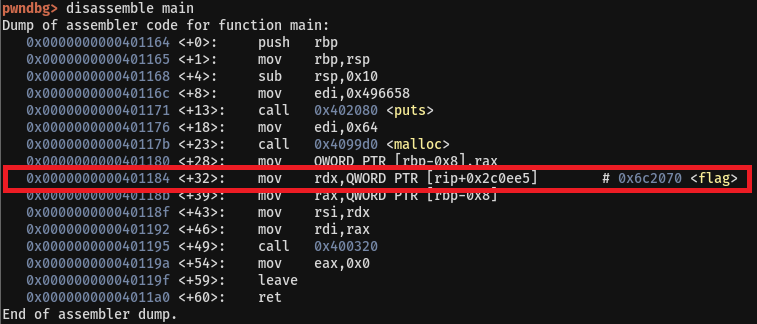 pwndbg> disassemble main
Dump of assembler code for function main:
0x0000000000401164 <+0>: push rbp
0x0000000000401165 <+1>: mov rbp,rsp
0x0000000000401168 <+4>: sub rsp,0x10
0x000000000040116c <+8>: mov edi,0x496658
0x0000000000401171 <+13>: call 0x402080 <puts>
0x0000000000401176 <+18>: mov edi,0x64
0x000000000040117b <+23>: call 0x4099d0 <malloc>
0x0000000000401180 <+28>: mov QWORD PTR [rbp-0x8],rax
0x0000000000401184 <+32>: mov rdx,QWORD PTR [rip+0x2c0ee5] # 0x6c2070 <flag>
0x000000000040118b <+39>: mov rax,QWORD PTR [rbp-0x8]
0x000000000040118f <+43>: mov rsi,rdx
0x0000000000401192 <+46>: mov rdi,rax
0x0000000000401195 <+49>: call 0x400320
0x000000000040119a <+54>: mov eax,0x0
0x000000000040119f <+59>: leave
0x00000000004011a0 <+60>: ret
End of assembler dump.